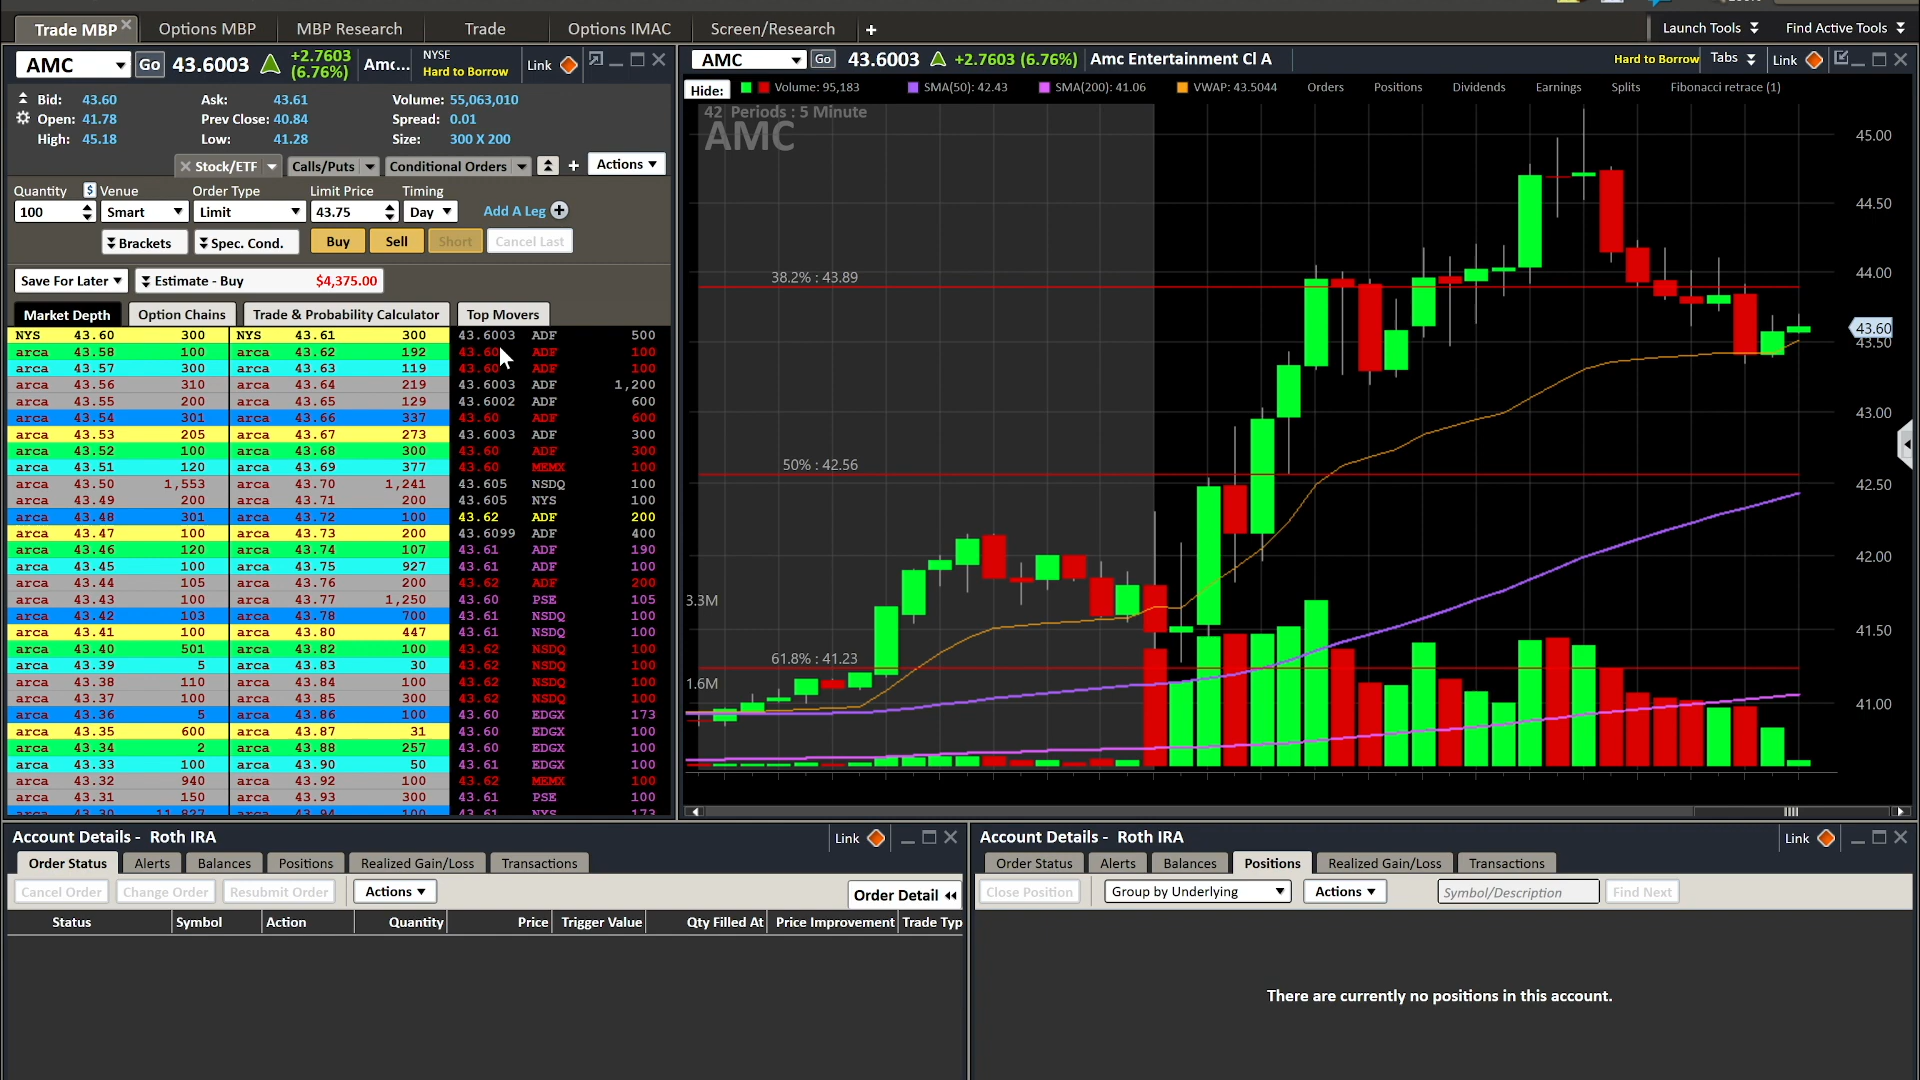 Trade MBP Options MBP MBP Research Trade Options IMAC Screen/Research + Launch Tools Find Active Tools
AMC Go 43.6003 +2.7603 (6.76%) Amc... NYSE Hard to Borrow Link
Bid: 43.60 Ask: 43.61 Volume: 55,063,010
Open: 41.78 Prev Close: 40.84 Spread: 0.01
High: 45.18 Low: 41.28 Size: 300 X 200
Stock/ETF Calls/Puts Conditional Orders + Actions
Quantity $ Venue Order Type Limit Price Timing
100 Smart Limit 43.75 Day Add A Leg
Brackets Spec. Cond. Buy Sell Short Cancel Last
Save For Later Estimate - Buy $4,375.00
Market Depth Option Chains Trade & Probability Calculator Top Movers
NYS 43.60 300 NYS 43.61 300 43.6003 ADF 500
arca 43.58 100 arca 43.62 192 43.60 ADF 100
arca 43.57 300 arca 43.63 119 43.60 ADF 100
arca 43.56 310 arca 43.64 219 43.6003 ADF 1,200
arca 43.55 200 arca 43.65 129 43.6002 ADF 600
arca 43.54 301 arca 43.66 337 43.60 ADF 600
arca 43.53 205 arca 43.67 273 43.6003 ADF 300
arca 43.52 100 arca 43.68 300 43.60 ADF 300
arca 43.51 120 arca 43.69 377 43.60 MEMX 100
arca 43.50 1,553 arca 43.70 1,241 43.605 NSDQ 100
arca 43.49 200 arca 43.71 200 43.605 NYS 100
arca 43.48 301 arca 43.72 100 43.62 ADF 200
arca 43.47 100 arca 43.73 200 43.6099 ADF 400
arca 43.46 120 arca 43.74 107 43.61 ADF 190
arca 43.45 100 arca 43.75 927 43.61 ADF 100
arca 43.44 105 arca 43.76 200 43.62 ADF 200
arca 43.43 100 arca 43.77 1,250 43.60 PSE 105
arca 43.42 103 arca 43.78 700 43.61 NSDQ 100
arca 43.41 100 arca 43.80 447 43.61 NSDQ 100
arca 43.40 501 arca 43.82 100 43.62 NSDQ 100
arca 43.39 5 arca 43.83 30 43.62 NSDQ 100
arca 43.38 110 arca 43.84 100 43.62 NSDQ 100
arca 43.37 100 arca 43.85 300 43.62 NSDQ 100
arca 43.36 5 arca 43.86 100 43.60 EDGX 173
arca 43.35 600 arca 43.87 31 43.60 EDGX 100
arca 43.34 2 arca 43.88 257 43.60 EDGX 100
arca 43.33 100 arca 43.90 50 43.61 EDGX 100
arca 43.32 940 arca 43.92 100 43.62 MEMX 100
arca 43.31 150 arca 43.93 300 43.61 PSE 100
arca 43.30 11,827 arca 43.94 100 43.61 NYS 173
AMC Go 43.6003 +2.7603 (6.76%) Amc Entertainment Cl A Hard to Borrow Tabs Link
Hide: Volume: 95,183 SMA(50): 42.43 SMA(200): 41.06 VWAP: 43.5044 Orders Positions Dividends Earnings Splits Fibonacci retrace (1)
42 Periods : 5 Minute
AMC
45.00
44.50
44.00
38.2% : 43.89
43.60
43.50
43.00
50% : 42.56
42.50
42.00
3.3M
41.50
61.8% : 41.23
1.6M
41.00
Account Details - Roth IRA Link
Order Status Alerts Balances Positions Realized Gain/Loss Transactions
Cancel Order Change Order Resubmit Order Actions Order Detail
Status Symbol Action Quantity Price Trigger Value Qty Filled At Price Improvement Trade Typ
Account Details - Roth IRA Link
Order Status Alerts Balances Positions Realized Gain/Loss Transactions
Close Position Group by Underlying Actions Symbol/Description Find Next
There are currently no positions in this account.